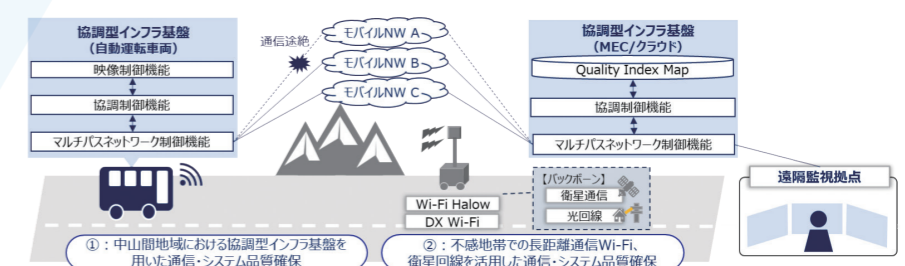 協調型インフラ基盤
（自動運転車両）
映像制御機能
協調制御機能
マルチパスネットワーク制御機能
通信途絶
モバイルNW A
モバイルNW B
モバイルNW C
協調型インフラ基盤
（MEC/クラウド）
Quality Index Map
協調制御機能
マルチパスネットワーク制御機能
Wi-Fi Halow
DX Wi-Fi
【バックボーン】
衛星通信
光回線
遠隔監視拠点
①：中山間地域における協調型インフラ基盤を
用いた通信・システム品質確保
②：不感地帯での長距離通信Wi-Fi、
衛星回線を活用した通信・システム品質確保